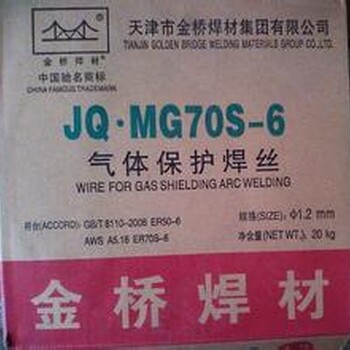 金桥焊材
中国驰名商标
CHINA FAMOUS TRADEMARK
天津市金桥焊材集团有限公司
TIANJIN GOLDEN BRIDGE WELDING MATERIALS GROUP CO.,LTD.
JQ·MG70S-6
气体保护焊丝
WIRE FOR GAS SHIELDING ARC WELDING
符合(ACCORD): GB/T 8110-2008 ER50-6
规格(SIZE): Φ1.2 mm
AWS A5.18 ER70S-6
净含量(NET WT.), 20 kg
金桥焊材